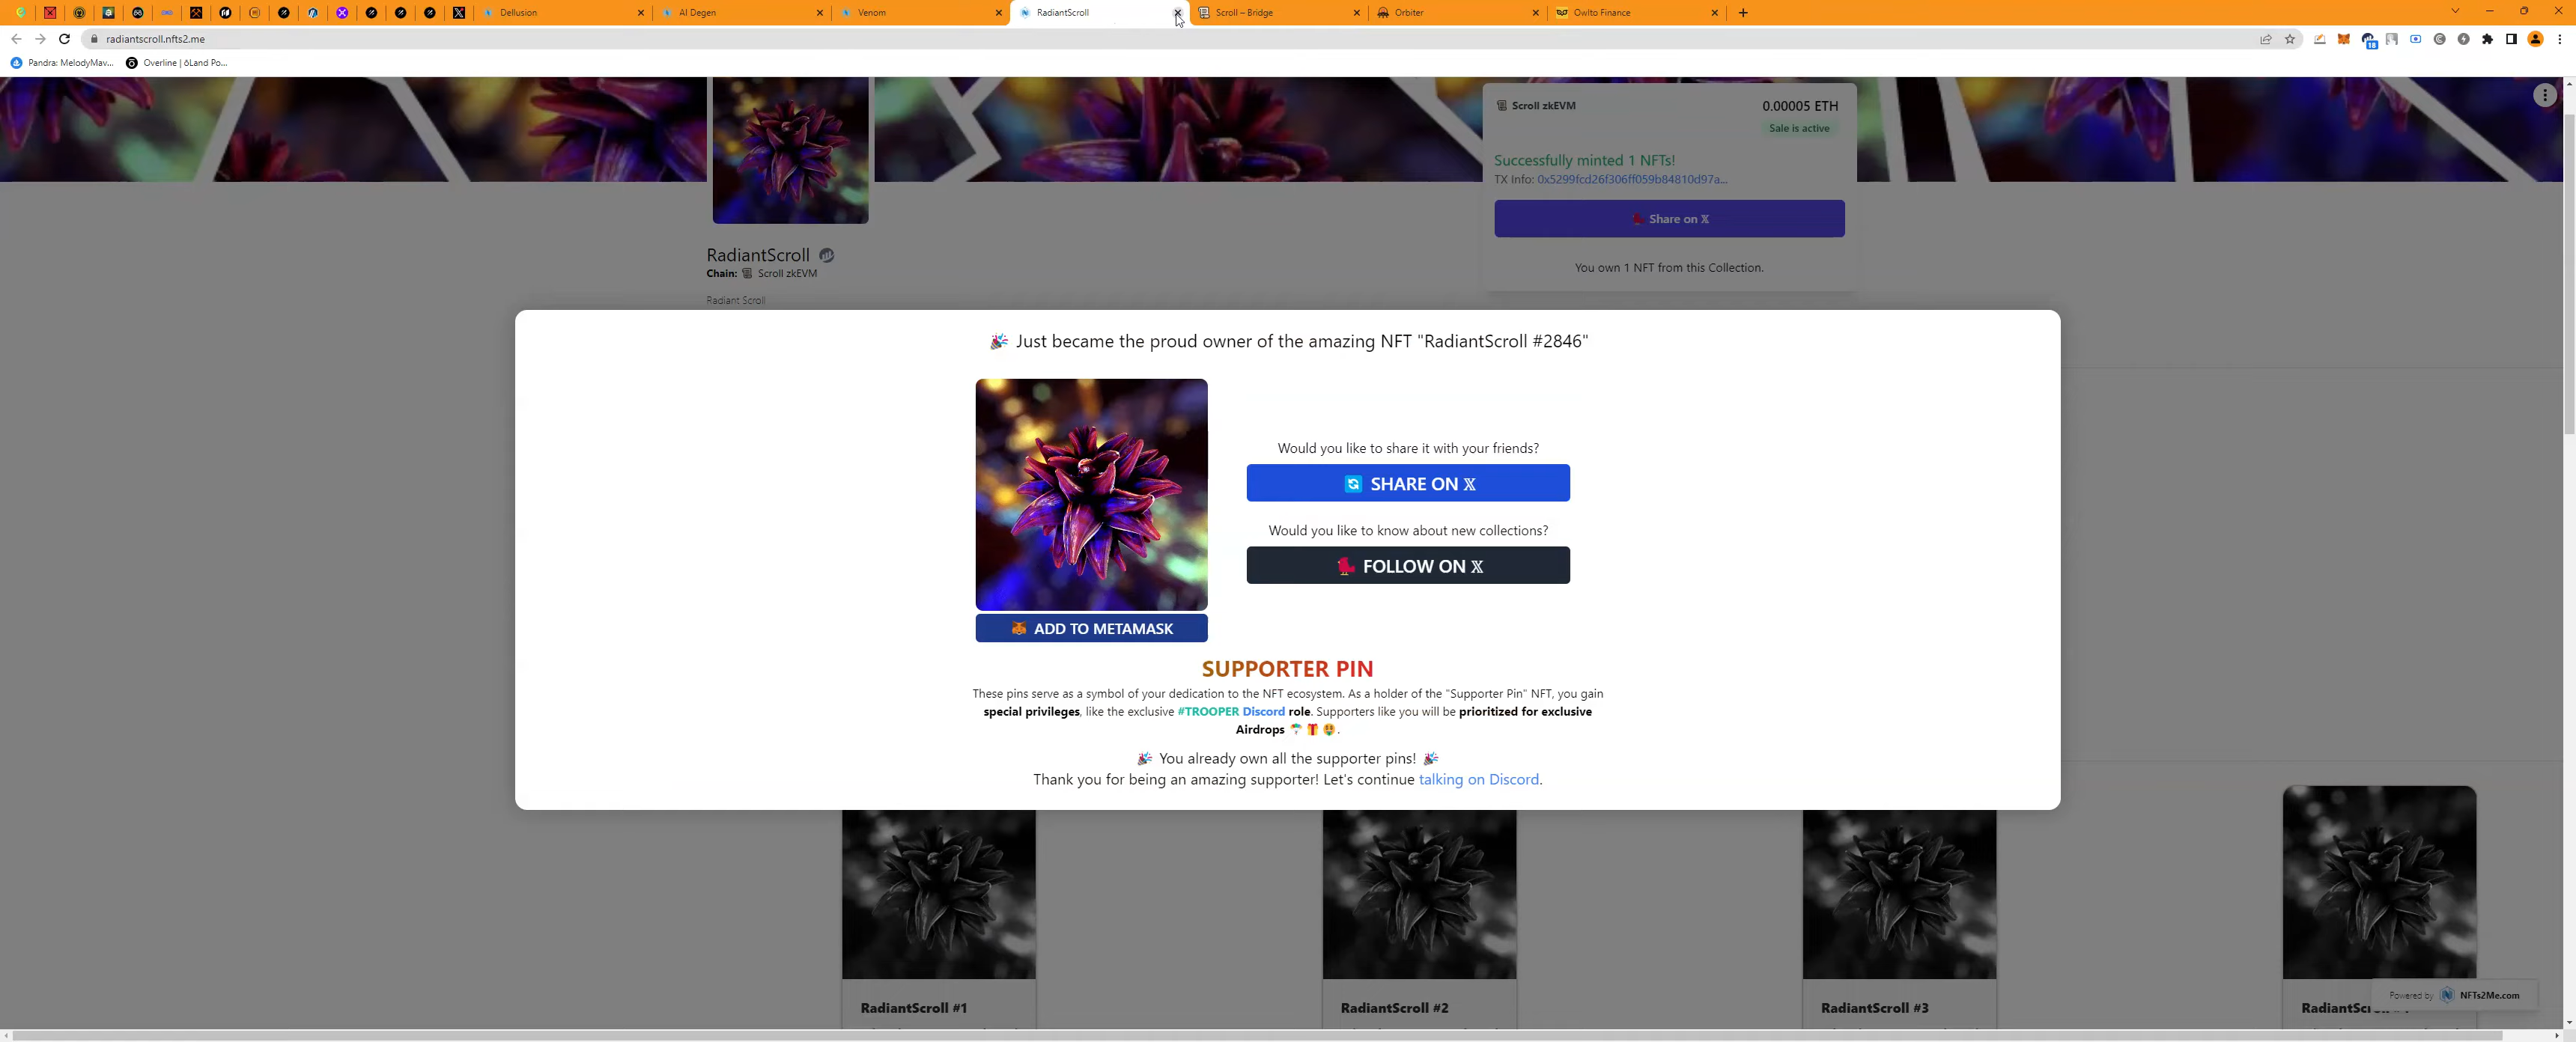 Dellusion
AI Degen
Venom
RadiantScroll
Scroll – Bridge
Orbiter
Owlto Finance
radiantscroll.nfts2.me
18
Pandra: MelodyMav...
Overline | öLand Po...
Scroll zkEVM
0.00005 ETH
Sale is active
Successfully minted 1 NFTs!
TX Info: 0x5299fcd26f306ff059b84810d97a...
Share on 𝕏
You own 1 NFT from this Collection.
RadiantScroll
Chain: Scroll zkEVM
Radiant Scroll
🎉 Just became the proud owner of the amazing NFT "RadiantScroll #2846"
Would you like to share it with your friends?
SHARE ON 𝕏
Would you like to know about new collections?
FOLLOW ON 𝕏
ADD TO METAMASK
SUPPORTER PIN
These pins serve as a symbol of your dedication to the NFT ecosystem. As a holder of the "Supporter Pin" NFT, you gain
special privileges, like the exclusive #TROOPER Discord role. Supporters like you will be prioritized for exclusive
Airdrops 🪂 🎁 🤑.
🎉 You already own all the supporter pins! 🎉
Thank you for being an amazing supporter! Let's continue talking on Discord.
RadiantScroll #1
RadiantScroll #2
RadiantScroll #3
Powered by NFTs2Me.com